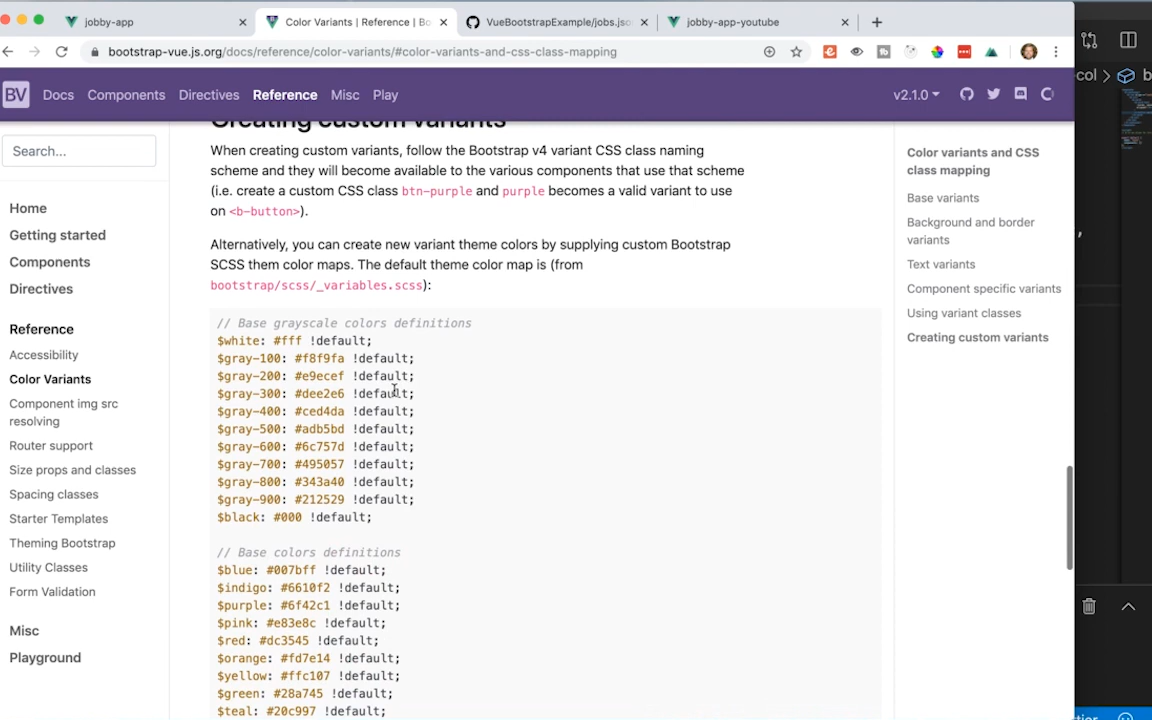 jobby-app
Color Variants | Reference | Bo
VueBootstrapExample/jobs.jso
jobby-app-youtube
bootstrap-vue.js.org/docs/reference/color-variants/#color-variants-and-css-class-mapping
BV
Docs
Components
Directives
Reference
Misc
Play
v2.1.0
Search...
Home
Getting started
Components
Directives
Reference
Accessibility
Color Variants
Component img src
resolving
Router support
Size props and classes
Spacing classes
Starter Templates
Theming Bootstrap
Utility Classes
Form Validation
Misc
Playground
Creating custom variants
When creating custom variants, follow the Bootstrap v4 variant CSS class naming
scheme and they will become available to the various components that use that scheme
(i.e. create a custom CSS class btn-purple and purple becomes a valid variant to use
on <b-button>).
Alternatively, you can create new variant theme colors by supplying custom Bootstrap
SCSS them color maps. The default theme color map is (from
bootstrap/scss/_variables.scss):
// Base grayscale colors definitions
$white: #fff !default;
$gray-100: #f8f9fa !default;
$gray-200: #e9ecef !default;
$gray-300: #dee2e6 !default;
$gray-400: #ced4da !default;
$gray-500: #adb5bd !default;
$gray-600: #6c757d !default;
$gray-700: #495057 !default;
$gray-800: #343a40 !default;
$gray-900: #212529 !default;
$black: #000 !default;
// Base colors definitions
$blue: #007bff !default;
$indigo: #6610f2 !default;
$purple: #6f42c1 !default;
$pink: #e83e8c !default;
$red: #dc3545 !default;
$orange: #fd7e14 !default;
$yellow: #ffc107 !default;
$green: #28a745 !default;
$teal: #20c997 !default;
Color variants and CSS
class mapping
Base variants
Background and border
variants
Text variants
Component specific variants
Using variant classes
Creating custom variants
col > b
,